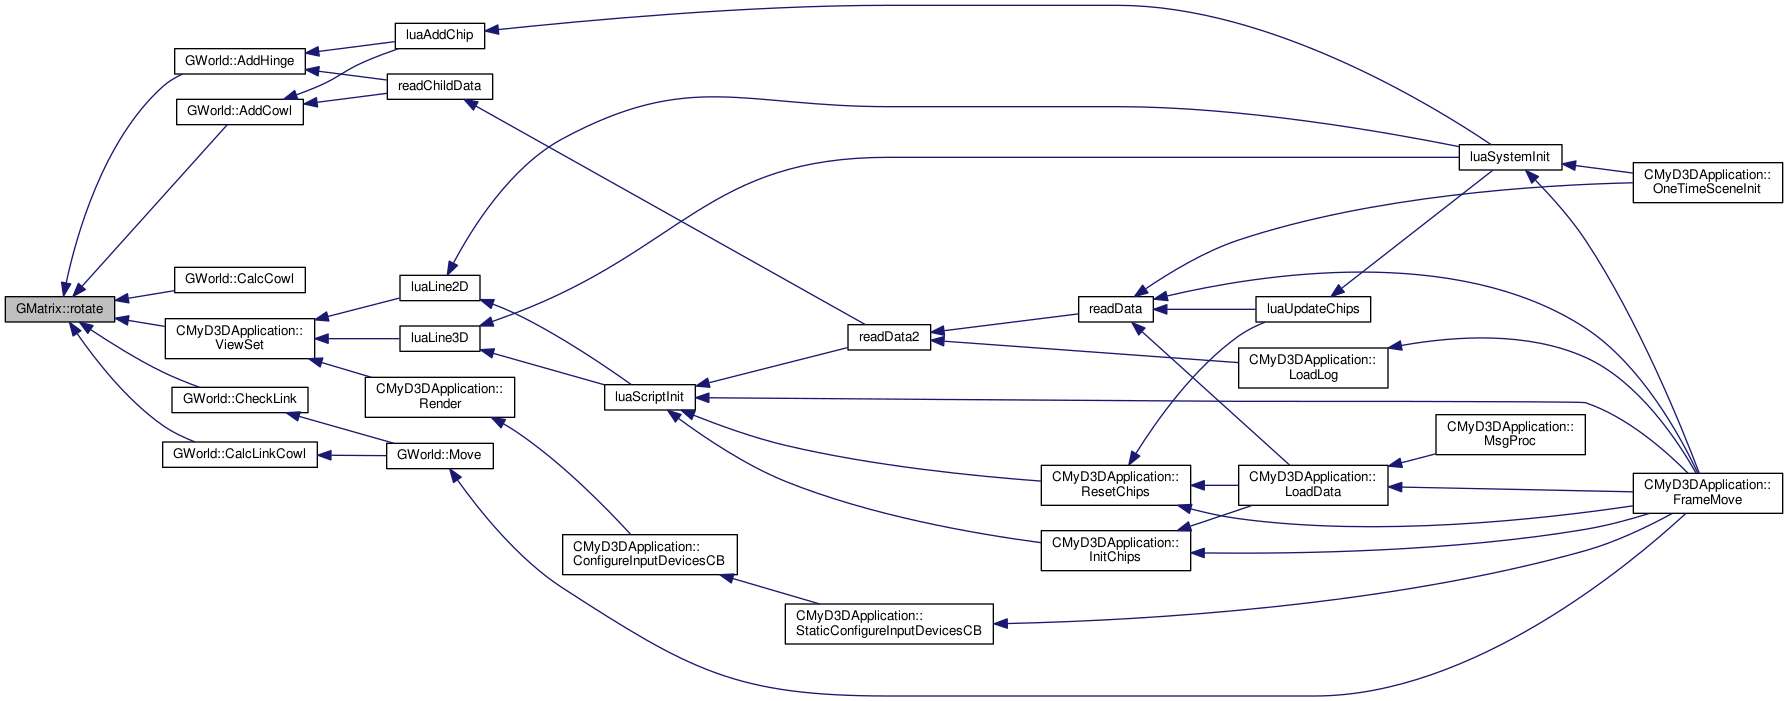 GMatrix::rotate
GWorld::AddHinge
GWorld::AddCowl
GWorld::CalcCowl
CMyD3DApplication::
ViewSet
GWorld::CheckLink
GWorld::CalcLinkCowl
luaAddChip
readChildData
luaLine2D
luaLine3D
CMyD3DApplication::
Render
GWorld::Move
luaScriptInit
CMyD3DApplication::
ConfigureInputDevicesCB
readData2
CMyD3DApplication::
StaticConfigureInputDevicesCB
readData
CMyD3DApplication::
ResetChips
CMyD3DApplication::
InitChips
luaUpdateChips
CMyD3DApplication::
LoadLog
CMyD3DApplication::
LoadData
luaSystemInit
CMyD3DApplication::
MsgProc
CMyD3DApplication::
OneTimeSceneInit
CMyD3DApplication::
FrameMove